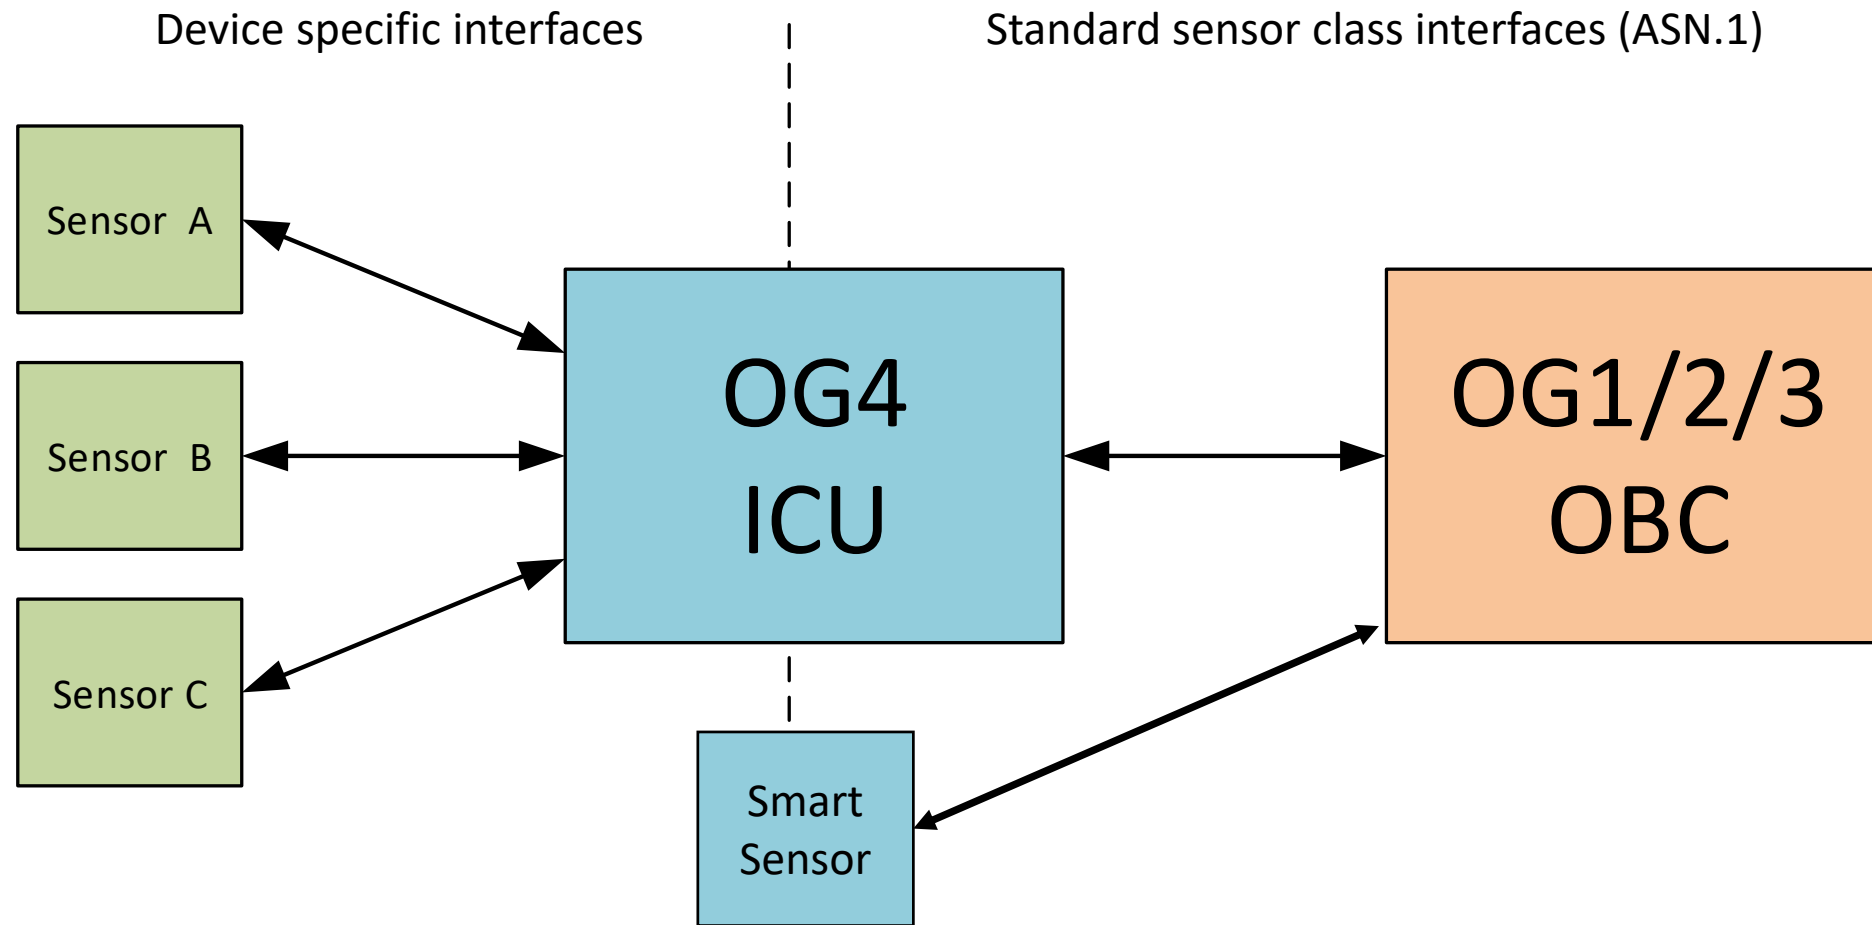 Device specific interfaces
Standard sensor class interfaces (ASN.1)
Sensor A
Sensor B
Sensor C
OG4
ICU
OG1/2/3
OBC
Smart
Sensor